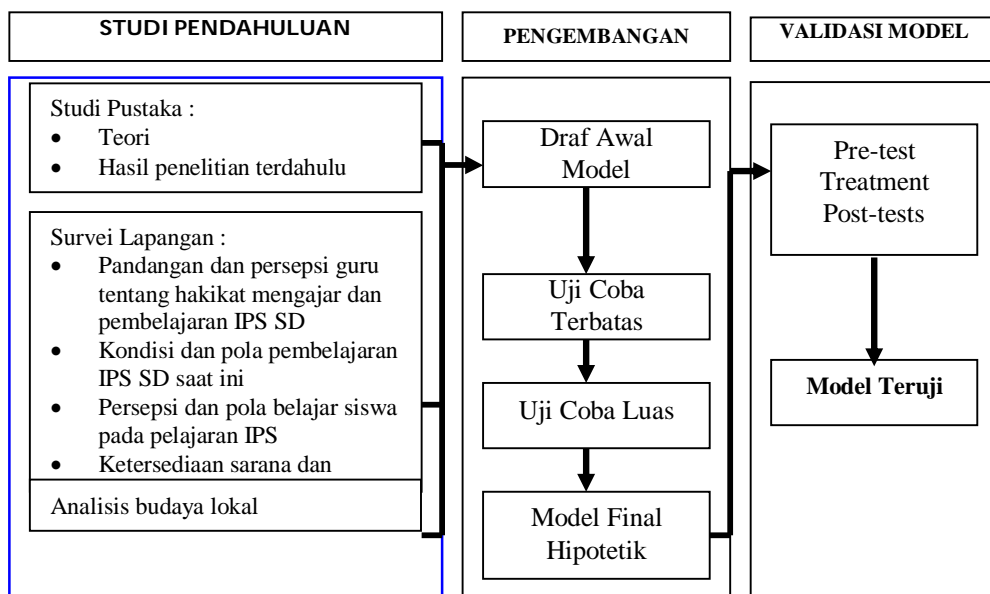 STUDI PENDAHULUAN
PENGEMBANGAN
VALIDASI MODEL
Studi Pustaka :
• Teori
• Hasil penelitian terdahulu
Survei Lapangan :
• Pandangan dan persepsi guru
tentang hakikat mengajar dan
pembelajaran IPS SD
• Kondisi dan pola pembelajaran
IPS SD saat ini
• Persepsi dan pola belajar siswa
pada pelajaran IPS
• Ketersediaan sarana dan
Analisis budaya lokal
Draf Awal
Model
Uji Coba
Terbatas
Uji Coba Luas
Model Final
Hipotetik
Pre-test
Treatment
Post-tests
Model Teruji